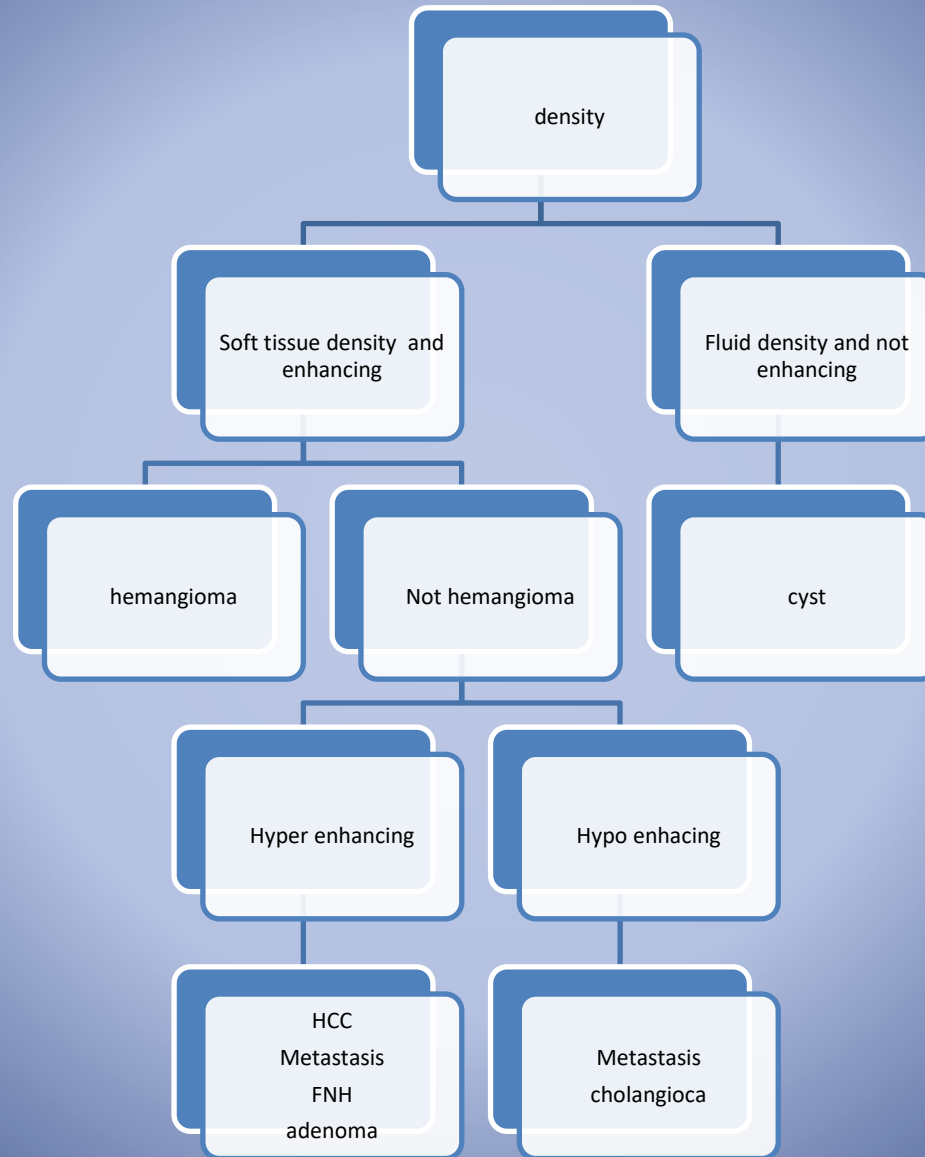 density
Soft tissue density and
enhancing
Fluid density and not
enhancing
hemangioma
Not hemangioma
cyst
Hyper enhancing
Hypo enhacing
HCC
Metastasis
FNH
adenoma
Metastasis
cholangioca